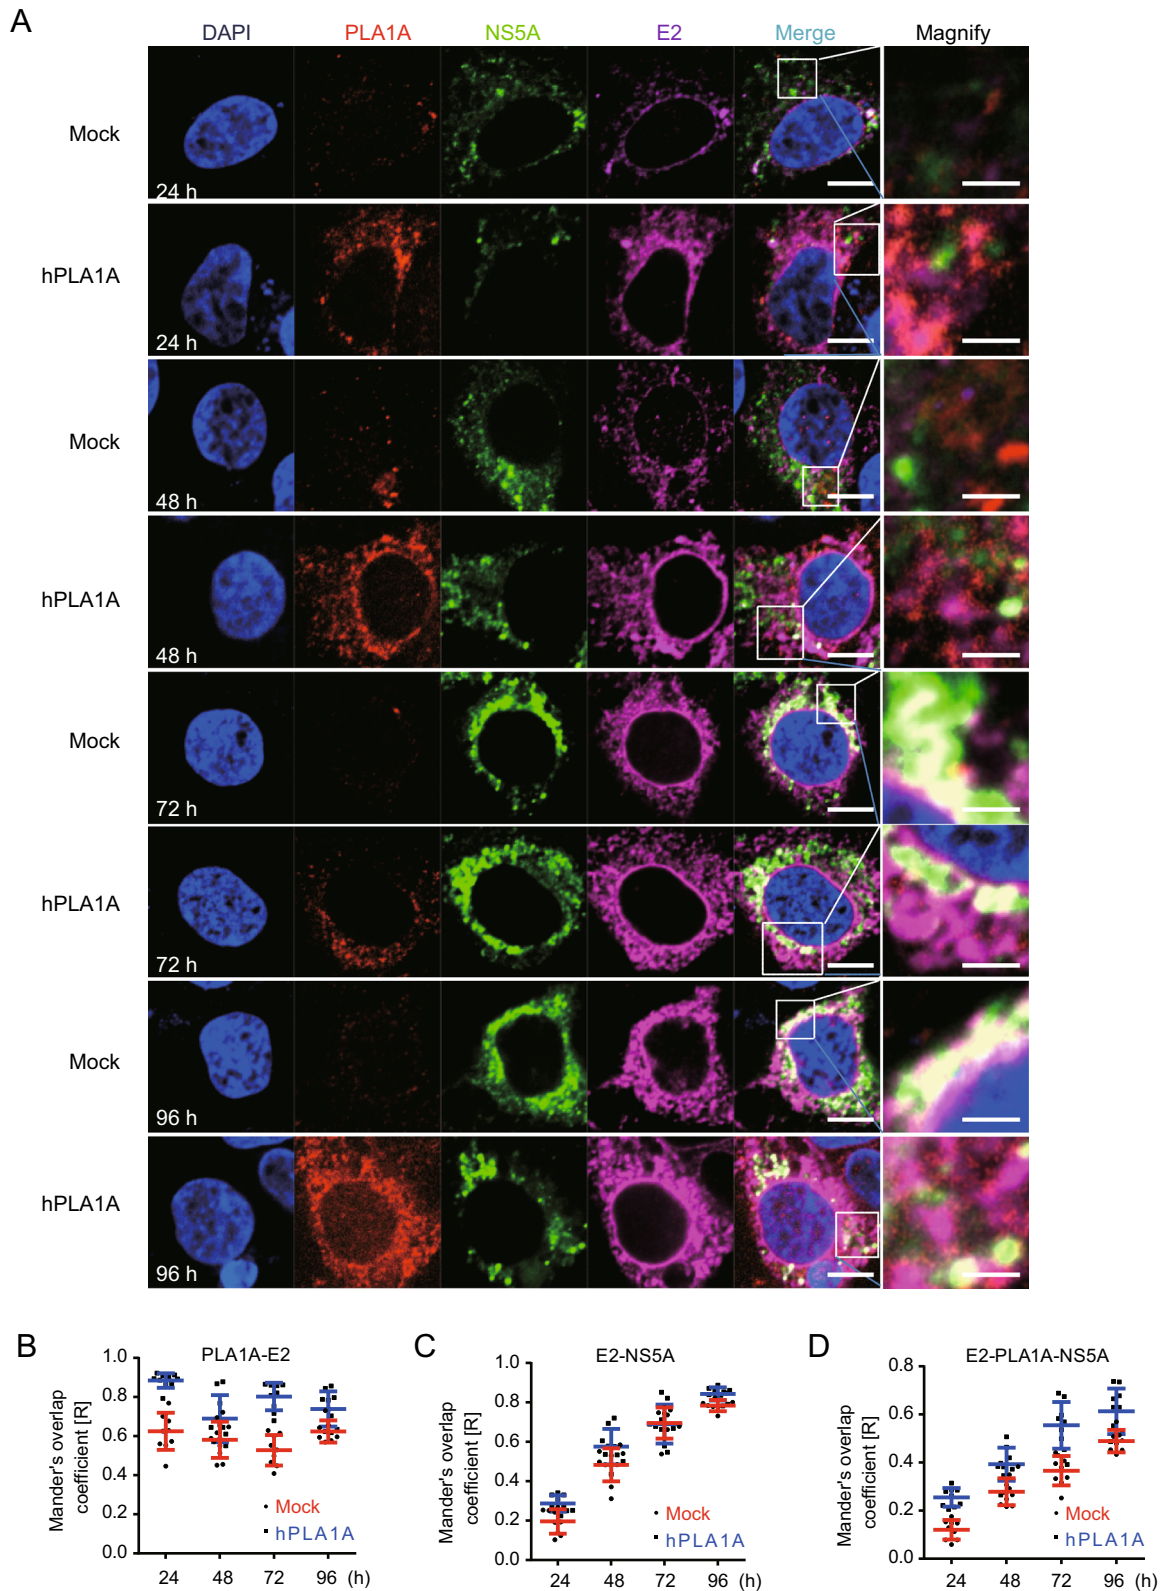 A
DAPI PLA1A NS5A E2 Merge Magnify
Mock
24 h
hPLA1A
24 h
Mock
48 h
hPLA1A
48 h
Mock
72 h
hPLA1A
72 h
Mock
96 h
hPLA1A
96 h
B
PLA1A-E2
Mander's overlap
coefficient [R]
1.0
0.8
0.6
0.4
0.2
0.0
Mock
hPLA1A
24 48 72 96 (h)
C
E2-NS5A
Mander's overlap
coefficient [R]
1.0
0.8
0.6
0.4
0.2
0.0
Mock
hPLA1A
24 48 72 96 (h)
D
E2-PLA1A-NS5A
Mander's overlap
coefficient [R]
0.8
0.6
0.4
0.2
0.0
Mock
hPLA1A
24 48 72 96 (h)